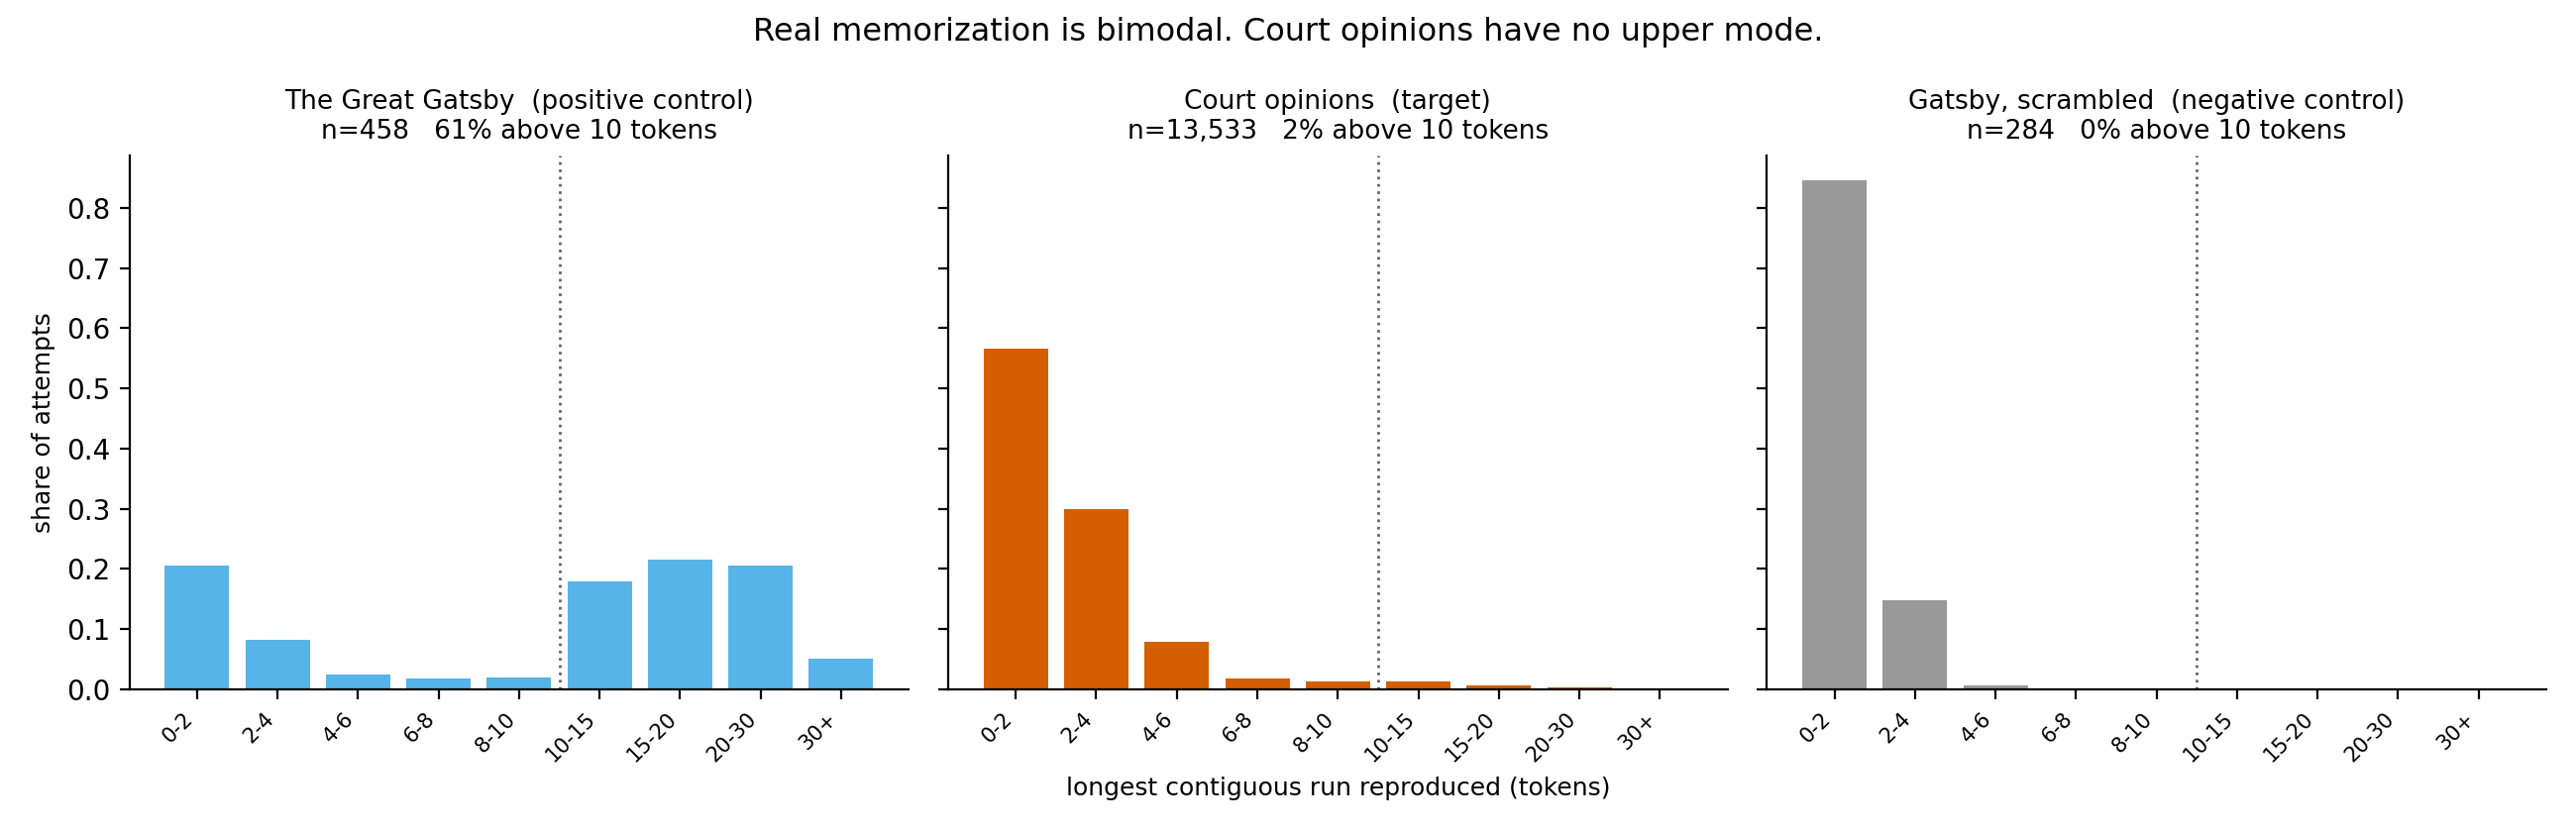 Real memorization is bimodal. Court opinions have no upper mode.
The Great Gatsby (positive control)
n=458 61% above 10 tokens
Court opinions (target)
n=13,533 2% above 10 tokens
Gatsby, scrambled (negative control)
n=284 0% above 10 tokens
share of attempts
0.8
0.7
0.6
0.5
0.4
0.3
0.2
0.1
0.0
0-2 2-4 4-6 6-8 8-10 10-15 15-20 20-30 30+
0-2 2-4 4-6 6-8 8-10 10-15 15-20 20-30 30+
0-2 2-4 4-6 6-8 8-10 10-15 15-20 20-30 30+
longest contiguous run reproduced (tokens)